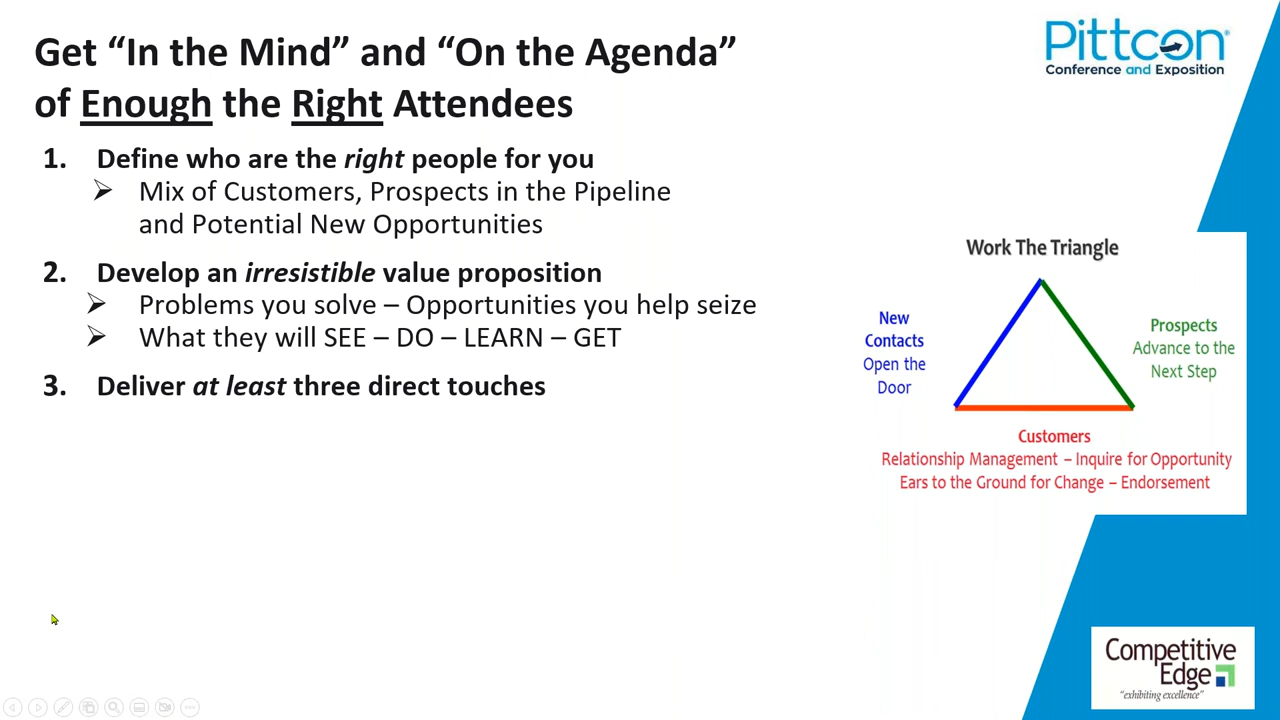 Get “In the Mind” and “On the Agenda”
of Enough the Right Attendees
1. Define who are the right people for you
➢ Mix of Customers, Prospects in the Pipeline
and Potential New Opportunities
2. Develop an irresistible value proposition
➢ Problems you solve – Opportunities you help seize
➢ What they will SEE – DO – LEARN – GET
3. Deliver at least three direct touches
Pittcon
Conference and Exposition
Work The Triangle
New
Contacts
Open the
Door
Prospects
Advance to the
Next Step
Customers
Relationship Management – Inquire for Opportunity
Ears to the Ground for Change – Endorsement
Competitive
Edge
“exhibiting excellence”